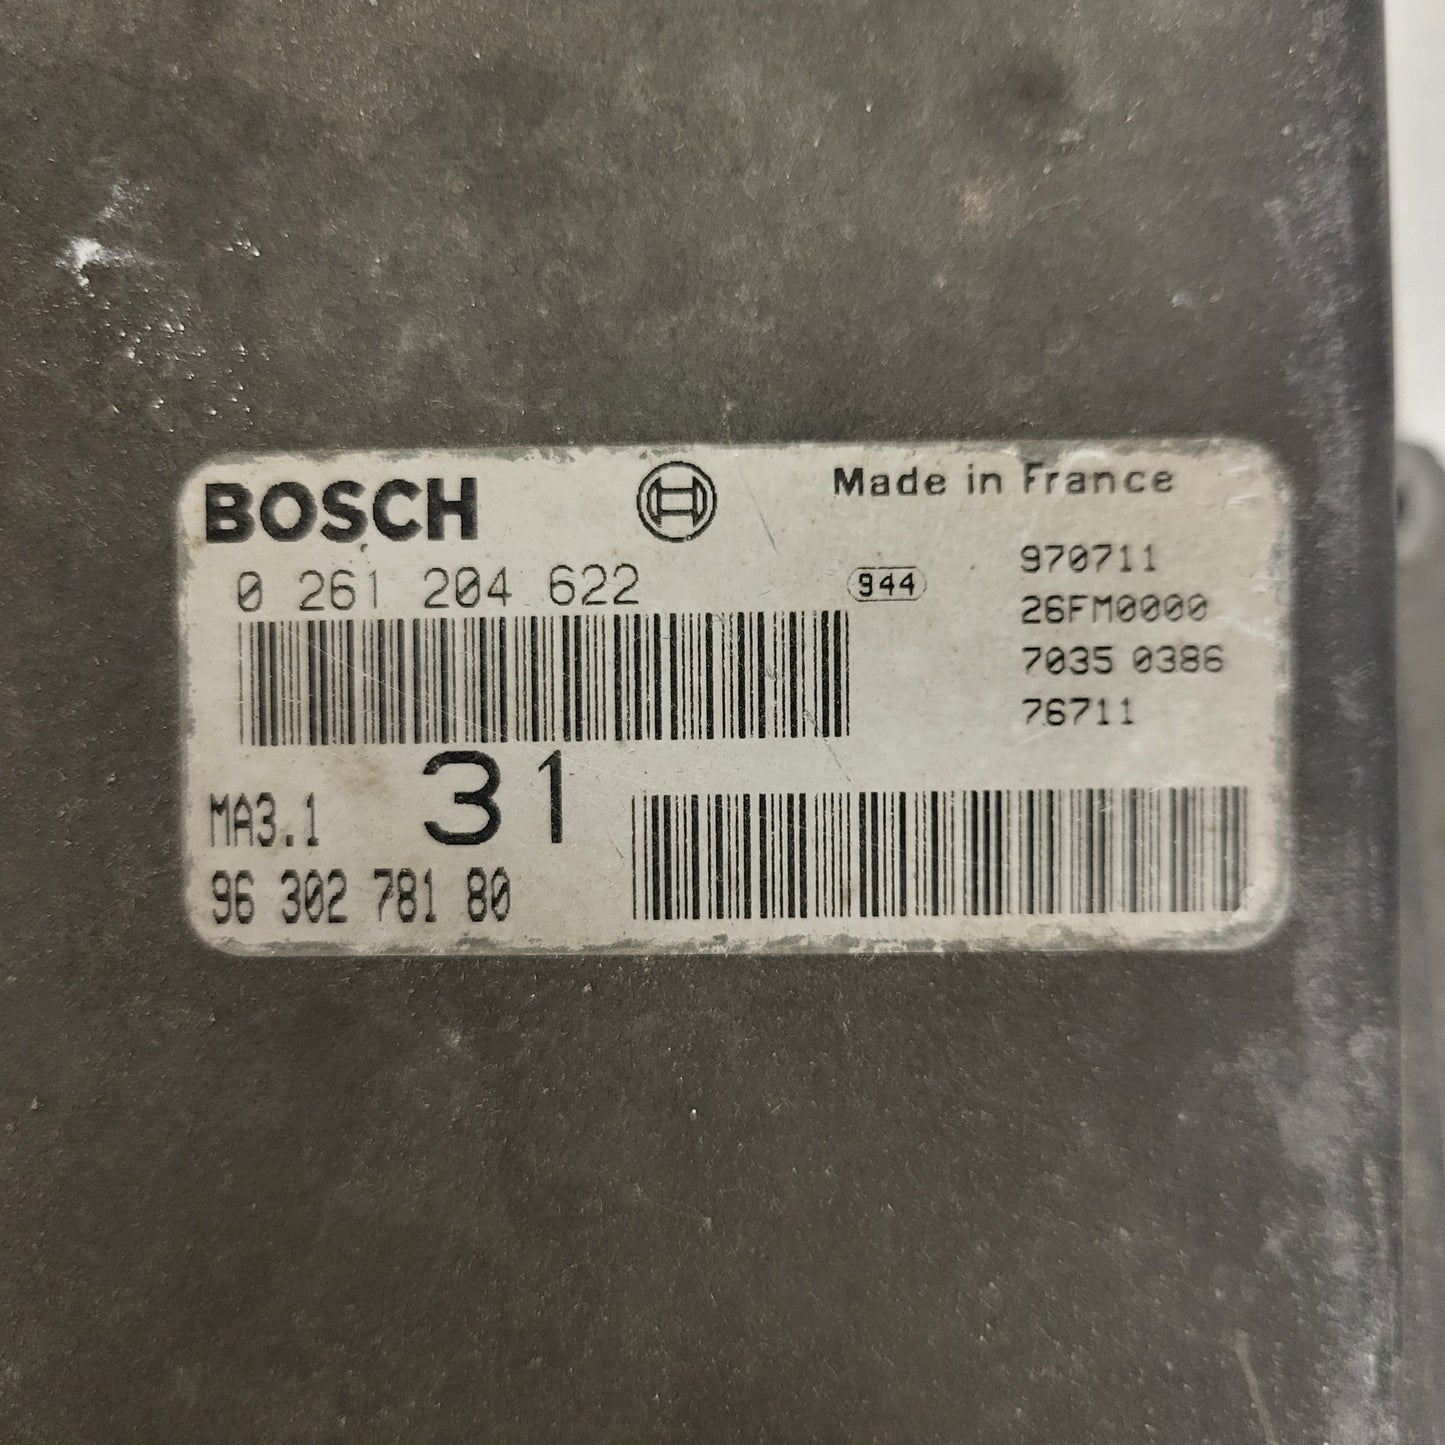 BOSCH
Made in France
0 261 204 622
944
970711
26FM0000
7035 0386
76711
MA3.1
31
96 302 781 80